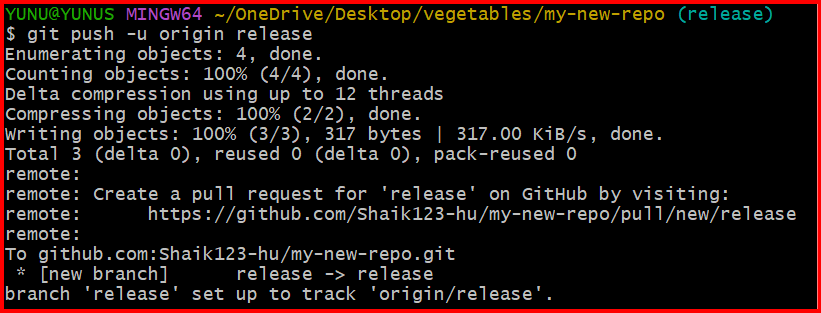 YUNU@YUNUS MINGW64 ~/OneDrive/Desktop/vegetables/my-new-repo (release)
$ git push -u origin release
Enumerating objects: 4, done.
Counting objects: 100% (4/4), done.
Delta compression using up to 12 threads
Compressing objects: 100% (2/2), done.
Writing objects: 100% (3/3), 317 bytes | 317.00 KiB/s, done.
Total 3 (delta 0), reused 0 (delta 0), pack-reused 0
remote:
remote: Create a pull request for 'release' on GitHub by visiting:
remote:      https://github.com/Shaik123-hu/my-new-repo/pull/new/release
remote:
To github.com:Shaik123-hu/my-new-repo.git
 * [new branch]      release -> release
branch 'release' set up to track 'origin/release'.